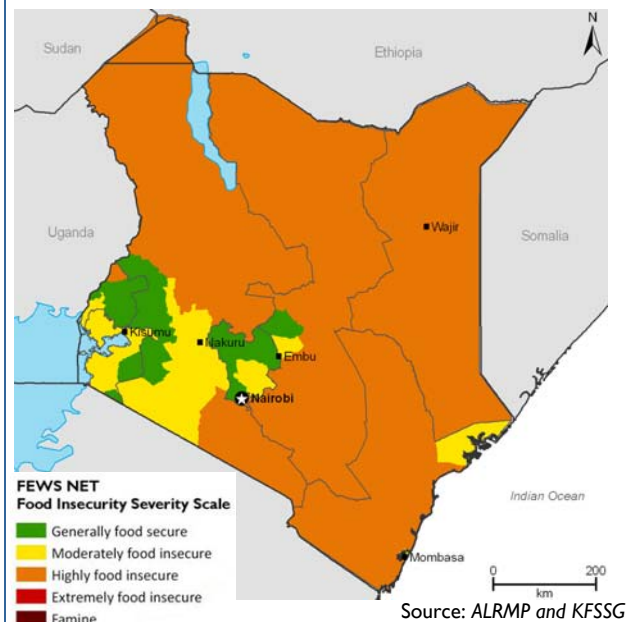 N
Sudan
Ethiopia
Uganda
Wajir
Somalia
Kisumu
Nakuru
Embu
Nairobi
FEWS NET
Food Insecurity Severity Scale
Generally food secure
Moderately food insecure
Highly food insecure
Extremely food insecure
Famine
Indian Ocean
Mombasa
0 200
km
Source: ALRMP and KFSSG